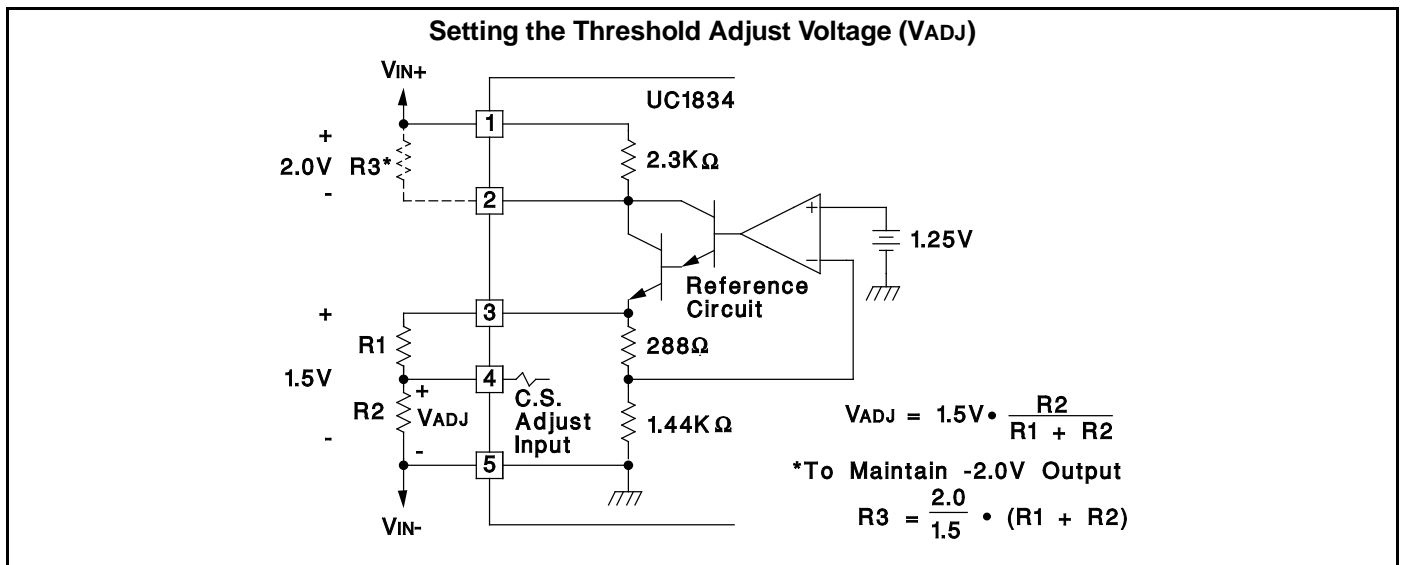 Setting the Threshold Adjust Voltage (VADJ)
VIN+
UC1834
1
+
2.0V R3*
-
2.3KΩ
2
+
-
1.25V
Reference
Circuit
3
+
R1
288Ω
1.5V
4
C.S.
Adjust
Input
R2
+
VADJ
-
-
1.44KΩ
5
VIN-
VADJ = 1.5V • R2
R1 + R2
*To Maintain -2.0V Output
R3 = 2.0 • (R1 + R2)
1.5